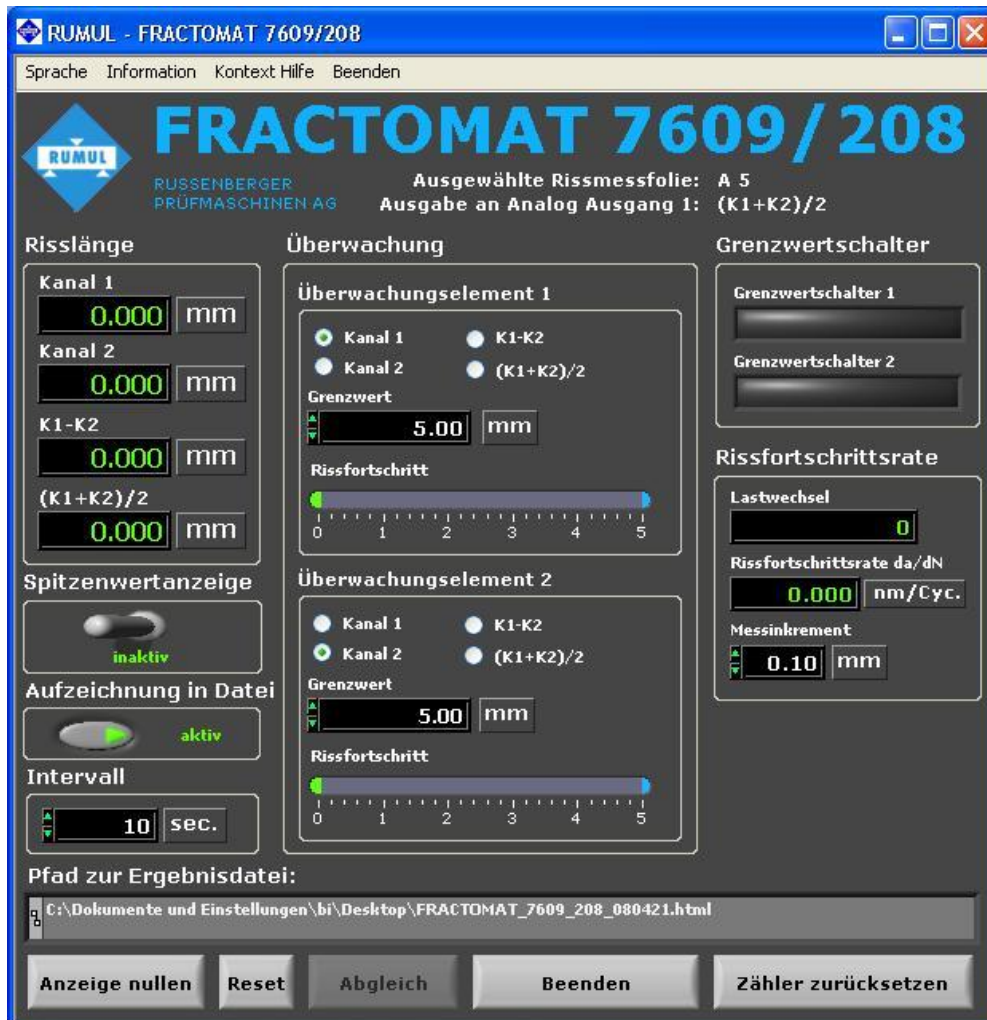 RUMUL - FRACTOMAT 7609/208
Sprache Information Kontext Hilfe Beenden
RUMUL
FRACTOMAT 7609/208
RUSSENBERGER
PRÜFMASCHINEN AG
Ausgewählte Rissmessfolie: A 5
Ausgabe an Analog Ausgang 1: (K1+K2)/2
Risslänge
Kanal 1
0.000 mm
Kanal 2
0.000 mm
K1-K2
0.000 mm
(K1+K2)/2
0.000 mm
Spitzenwertanzeige
inaktiv
Aufzeichnung in Datei
aktiv
Intervall
10 sec.
Überwachung
Überwachungselement 1
Kanal 1 K1-K2
Kanal 2 (K1+K2)/2
Grenzwert
5.00 mm
Rissfortschritt
0 1 2 3 4 5
Überwachungselement 2
Kanal 1 K1-K2
Kanal 2 (K1+K2)/2
Grenzwert
5.00 mm
Rissfortschritt
0 1 2 3 4 5
Grenzwertschalter
Grenzwertschalter 1
Grenzwertschalter 2
Rissfortschrittsrate
Lastwechsel
0
Rissfortschrittsrate da/dN
0.000 nm/Cyc.
Messinkrement
0.10 mm
Pfad zur Ergebnisdatei:
C:\Dokumente und Einstellungen\bi\Desktop\FRACTOMAT_7609_208_080421.html
Anzeige nullen Reset Abgleich Beenden Zähler zurücksetzen